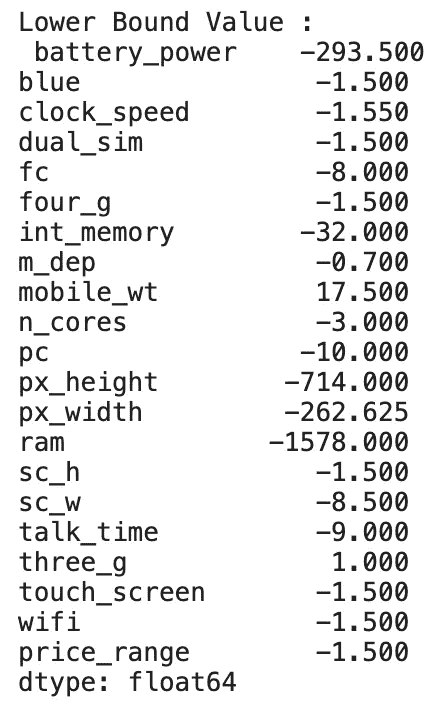 Lower Bound Value :
 battery_power    -293.500
blue               -1.500
clock_speed        -1.550
dual_sim           -1.500
fc                 -8.000
four_g             -1.500
int_memory        -32.000
m_dep              -0.700
mobile_wt          17.500
n_cores            -3.000
pc                -10.000
px_height        -714.000
px_width         -262.625
ram             -1578.000
sc_h               -1.500
sc_w               -8.500
talk_time          -9.000
three_g             1.000
touch_screen       -1.500
wifi               -1.500
price_range        -1.500
dtype: float64